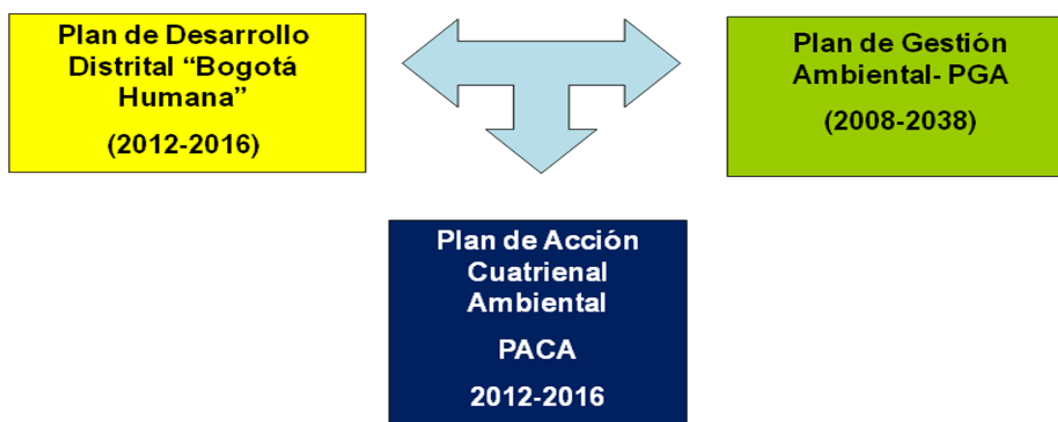 Plan de Desarrollo
Distrital “Bogotá
Humana”
(2012-2016)
Plan de Gestión
Ambiental- PGA
(2008-2038)
Plan de Acción
Cuatrienal
Ambiental
PACA
2012-2016